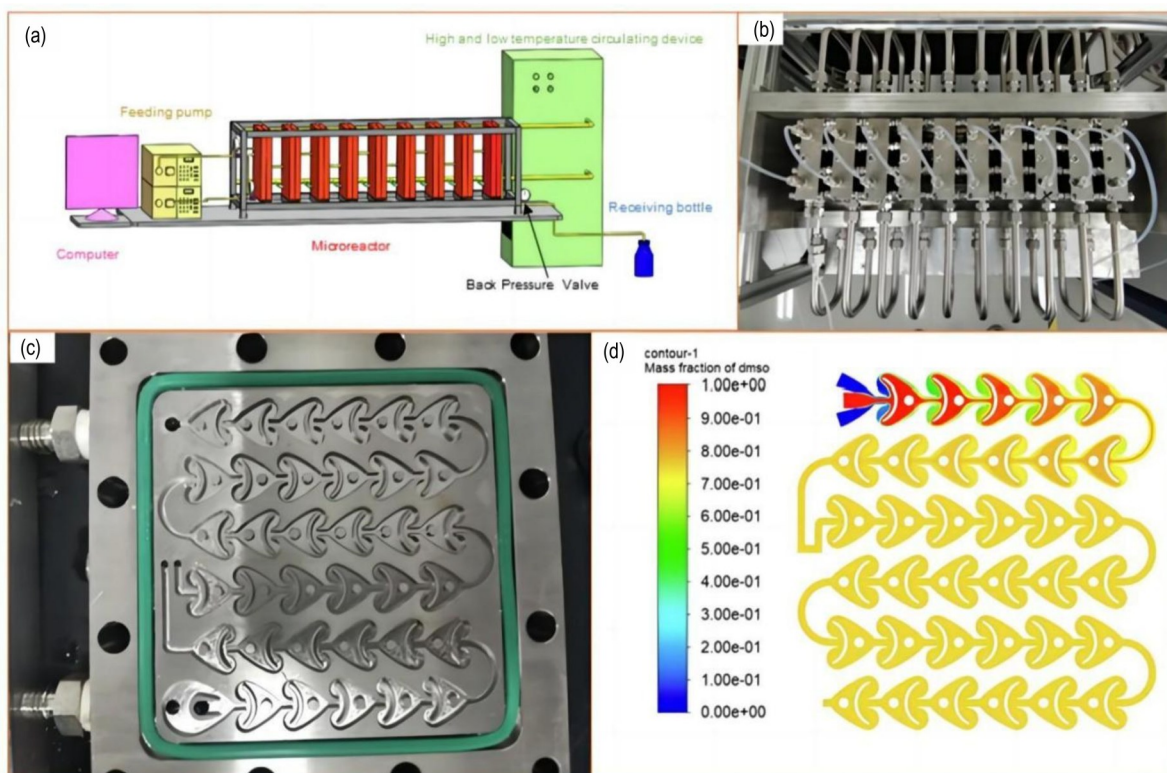 (a)
High and low temperature circulating device
Feeding pump
Receiving bottle
Computer
Microreactor
Back Pressure Valve
(b)
(c)
(d)
contour-1
Mass fraction of dmso
1.00e+00
9.00e-01
8.00e-01
7.00e-01
6.00e-01
5.00e-01
4.00e-01
3.00e-01
2.00e-01
1.00e-01
0.00e+00